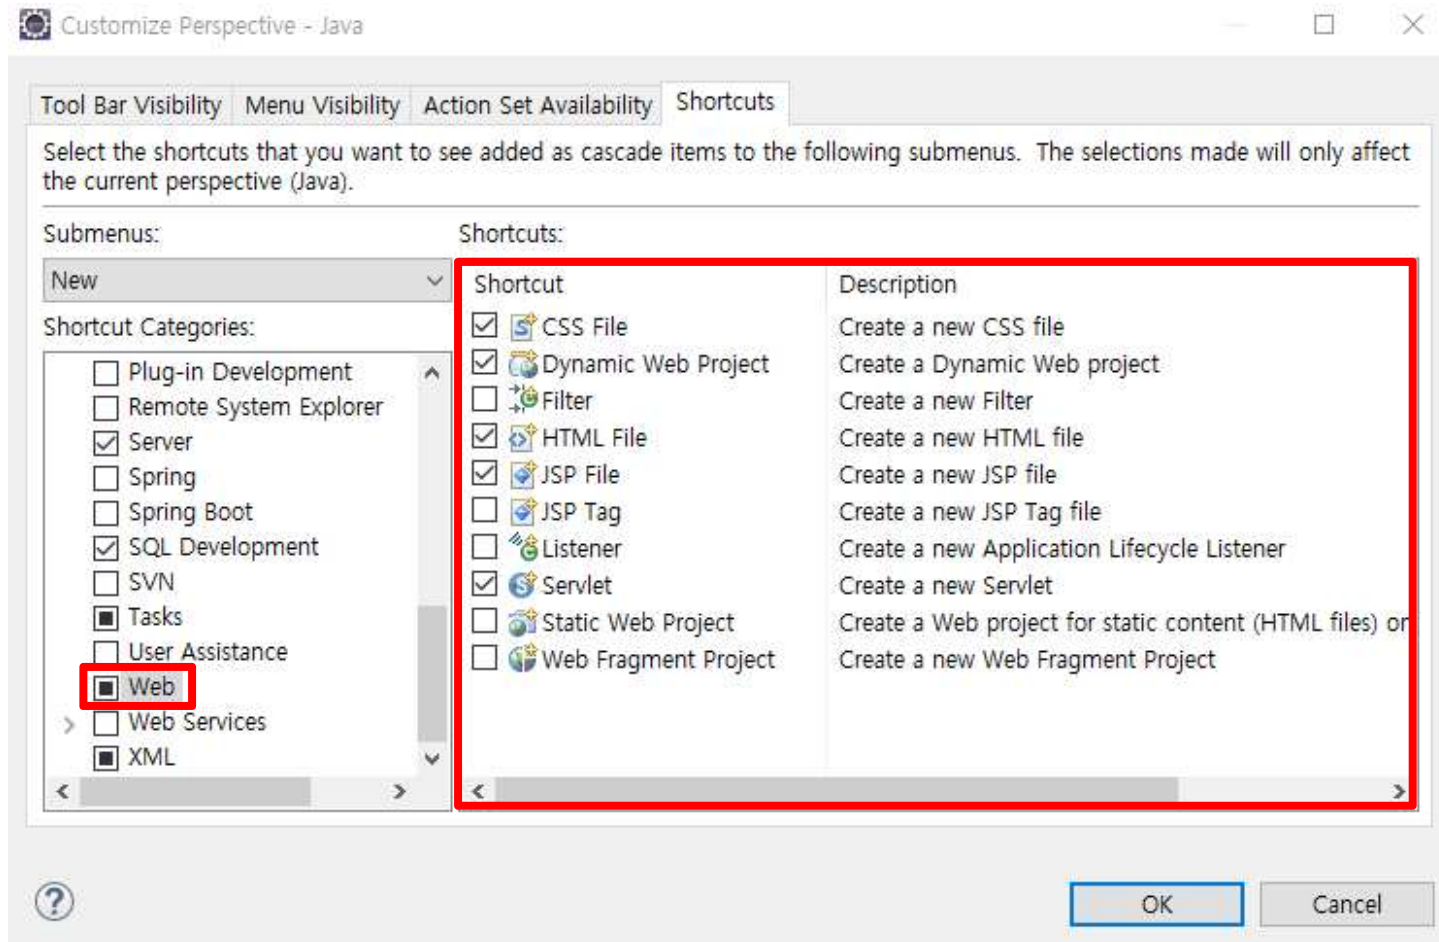 Customize Perspective - Java
Tool Bar Visibility
Menu Visibility
Action Set Availability
Shortcuts
Select the shortcuts that you want to see added as cascade items to the following submenus. The selections made will only affect
the current perspective (Java).
Submenus:
New
Shortcut Categories:
Plug-in Development
Remote System Explorer
Server
Spring
Spring Boot
SQL Development
SVN
Tasks
User Assistance
Web
Web Services
XML
Shortcuts:
Shortcut Description
CSS File Create a new CSS file
Dynamic Web Project Create a Dynamic Web project
Filter Create a new Filter
HTML File Create a new HTML file
JSP File Create a new JSP file
JSP Tag Create a new JSP Tag file
Listener Create a new Application Lifecycle Listener
Servlet Create a new Servlet
Static Web Project Create a Web project for static content (HTML files) or
Web Fragment Project Create a new Web Fragment Project
?
OK
Cancel